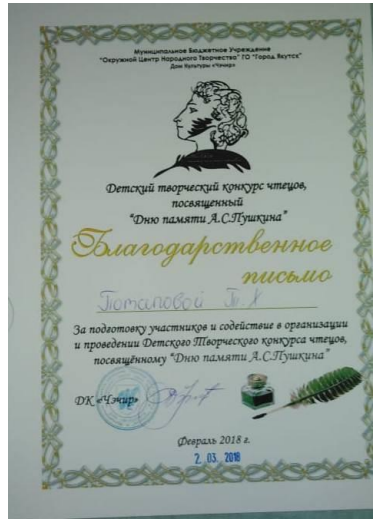 Муниципальное Бюджетное Учреждение
"Окружной Центр Народного Творчества" ГО "Город Якутск"
Дом Культуры «Чэчир»
Детский творческий конкурс чтецов,
посвященный
"Дню памяти А.С.Пушкина"
Благодарственное
письмо
Потаповой Т.Х
За подготовку участников и содействие в организации
и проведении Детского Творческого конкурса чтецов,
посвящённому "Дню памяти А.С.Пушкина"
ДК «Чэчир»
Февраль 2018 г.
2. 03. 2018